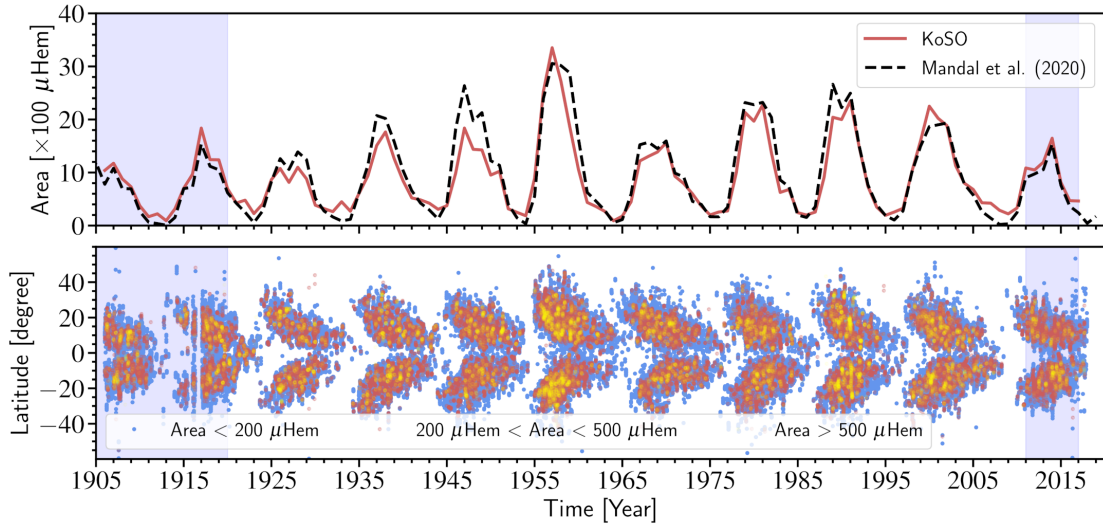 40
30
20
10
0
Area [×100 μHem]
KoSO
Mandal et al. (2020)
40
20
0
−20
−40
Latitude [degree]
Area < 200 μHem
200 μHem < Area < 500 μHem
Area > 500 μHem
1905 1915 1925 1935 1945 1955 1965 1975 1985 1995 2005 2015
Time [Year]